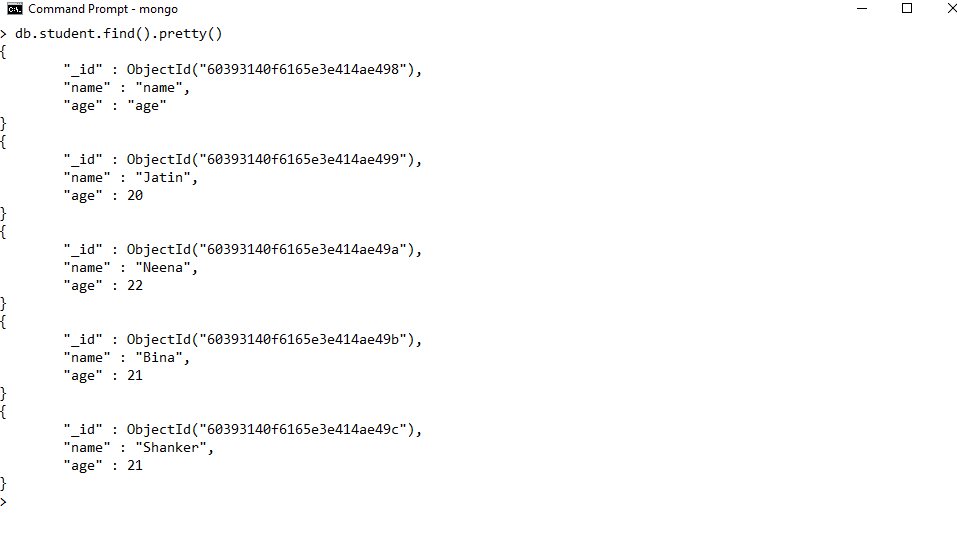 Command Prompt - mongo
> db.student.find().pretty()
{
        "_id" : ObjectId("60393140f6165e3e414ae498"),
        "name" : "name",
        "age" : "age"
}
{
        "_id" : ObjectId("60393140f6165e3e414ae499"),
        "name" : "Jatin",
        "age" : 20
}
{
        "_id" : ObjectId("60393140f6165e3e414ae49a"),
        "name" : "Neena",
        "age" : 22
}
{
        "_id" : ObjectId("60393140f6165e3e414ae49b"),
        "name" : "Bina",
        "age" : 21
}
{
        "_id" : ObjectId("60393140f6165e3e414ae49c"),
        "name" : "Shanker",
        "age" : 21
}
>